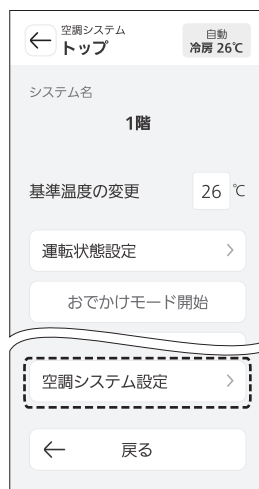 空調システム
トップ
自動
冷房 26℃
システム名
1階
基準温度の変更 26 ℃
運転状態設定
おでかけモード開始
空調システム設定
戻る